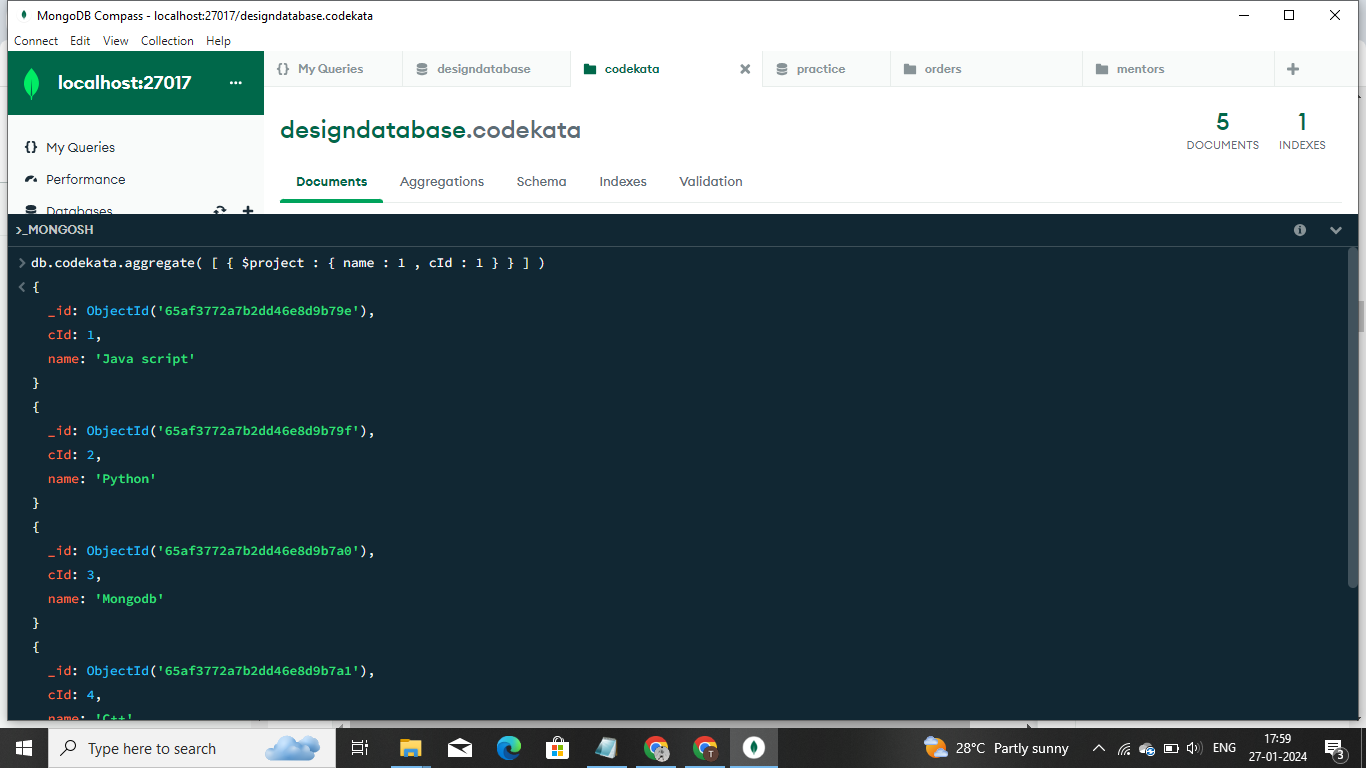 MongoDB Compass - localhost:27017/designdatabase.codekata
Connect Edit View Collection Help
localhost:27017 ...
{} My Queries designdatabase codekata practice orders mentors
designdatabase.codekata
5 1
DOCUMENTS INDEXES
{} My Queries
Performance
Databases
Documents Aggregations Schema Indexes Validation
>_MONGOSH
> db.codekata.aggregate( [ { $project : { name : 1 , cId : 1 } } ] )
< {
_id: ObjectId('65af3772a7b2dd46e8d9b79e'),
cId: 1,
name: 'Java script'
}
{
_id: ObjectId('65af3772a7b2dd46e8d9b79f'),
cId: 2,
name: 'Python'
}
{
_id: ObjectId('65af3772a7b2dd46e8d9b7a0'),
cId: 3,
name: 'Mongodb'
}
{
_id: ObjectId('65af3772a7b2dd46e8d9b7a1'),
cId: 4,
name: 'C++'
Type here to search
28°C Partly sunny
ENG
17:59
27-01-2024
3